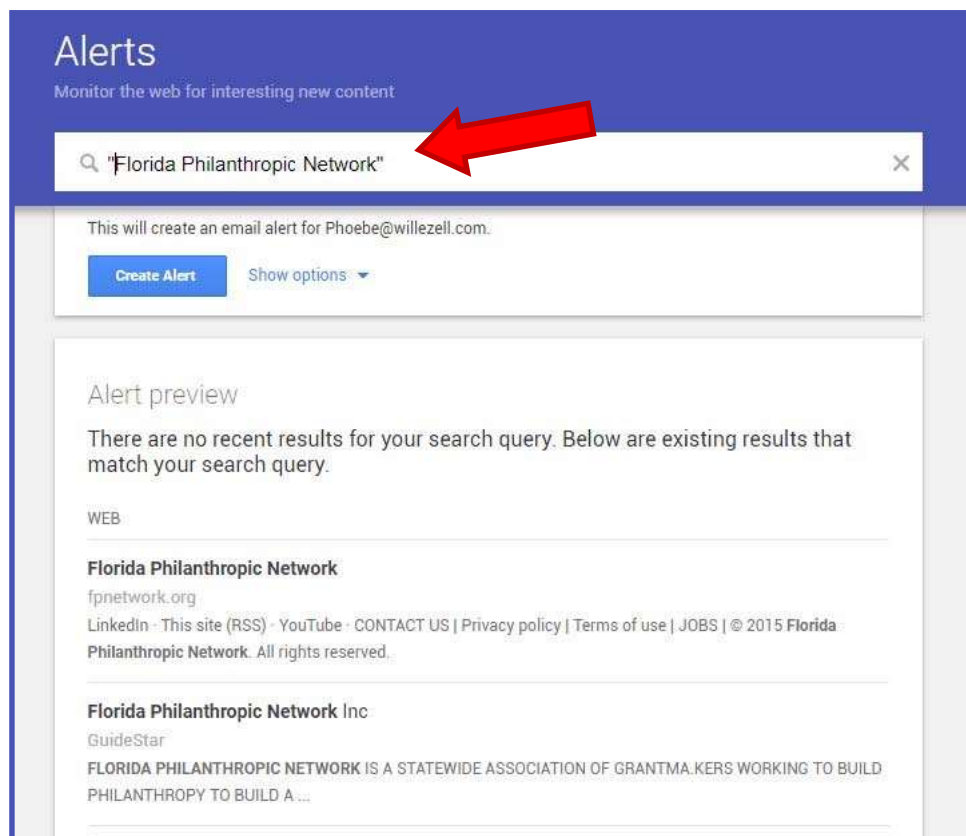 Alerts
Monitor the web for interesting new content
"Florida Philanthropic Network"
This will create an email alert for Phoebe@willezell.com.
Create Alert Show options
Alert preview
There are no recent results for your search query. Below are existing results that
match your search query.
WEB
Florida Philanthropic Network
fpnetwork.org
LinkedIn · This site (RSS) · YouTube · CONTACT US | Privacy policy | Terms of use | JOBS | © 2015 Florida
Philanthropic Network. All rights reserved.
Florida Philanthropic Network Inc
GuideStar
FLORIDA PHILANTHROPIC NETWORK IS A STATEWIDE ASSOCIATION OF GRANTMA.KERS WORKING TO BUILD
PHILANTHROPY TO BUILD A ...